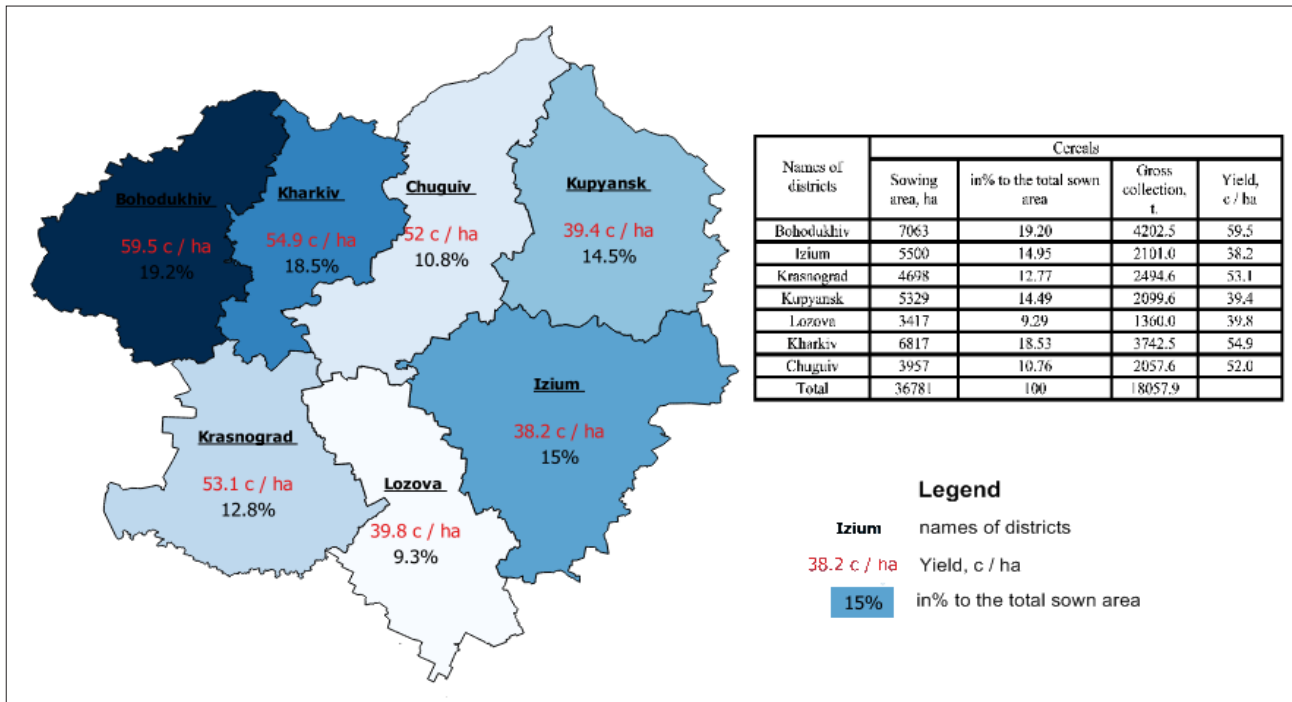 Bohodukhiv
59.5 c / ha
19.2%
Kharkiv
54.9 c / ha
18.5%
Chuguiv
52 c / ha
10.8%
Kupyansk
39.4 c / ha
14.5%
Krasnograd
53.1 c / ha
12.8%
Lozova
39.8 c / ha
9.3%
Izium
38.2 c / ha
15%
Names of districts Cereals
Sowing area, ha in% to the total sown area Gross collection, t. Yield, c / ha
Bohodukhiv 7063 19.20 4202.5 59.5
Izium 5500 14.95 2101.0 38.2
Krasnograd 4698 12.77 2494.6 53.1
Kupyansk 5329 14.49 2099.6 39.4
Lozova 3417 9.29 1360.0 39.8
Kharkiv 6817 18.53 3742.5 54.9
Chuguiv 3957 10.76 2057.6 52.0
Total 36781 100 18057.9
Legend
Izium names of districts
38.2 c / ha Yield, c / ha
15% in% to the total sown area